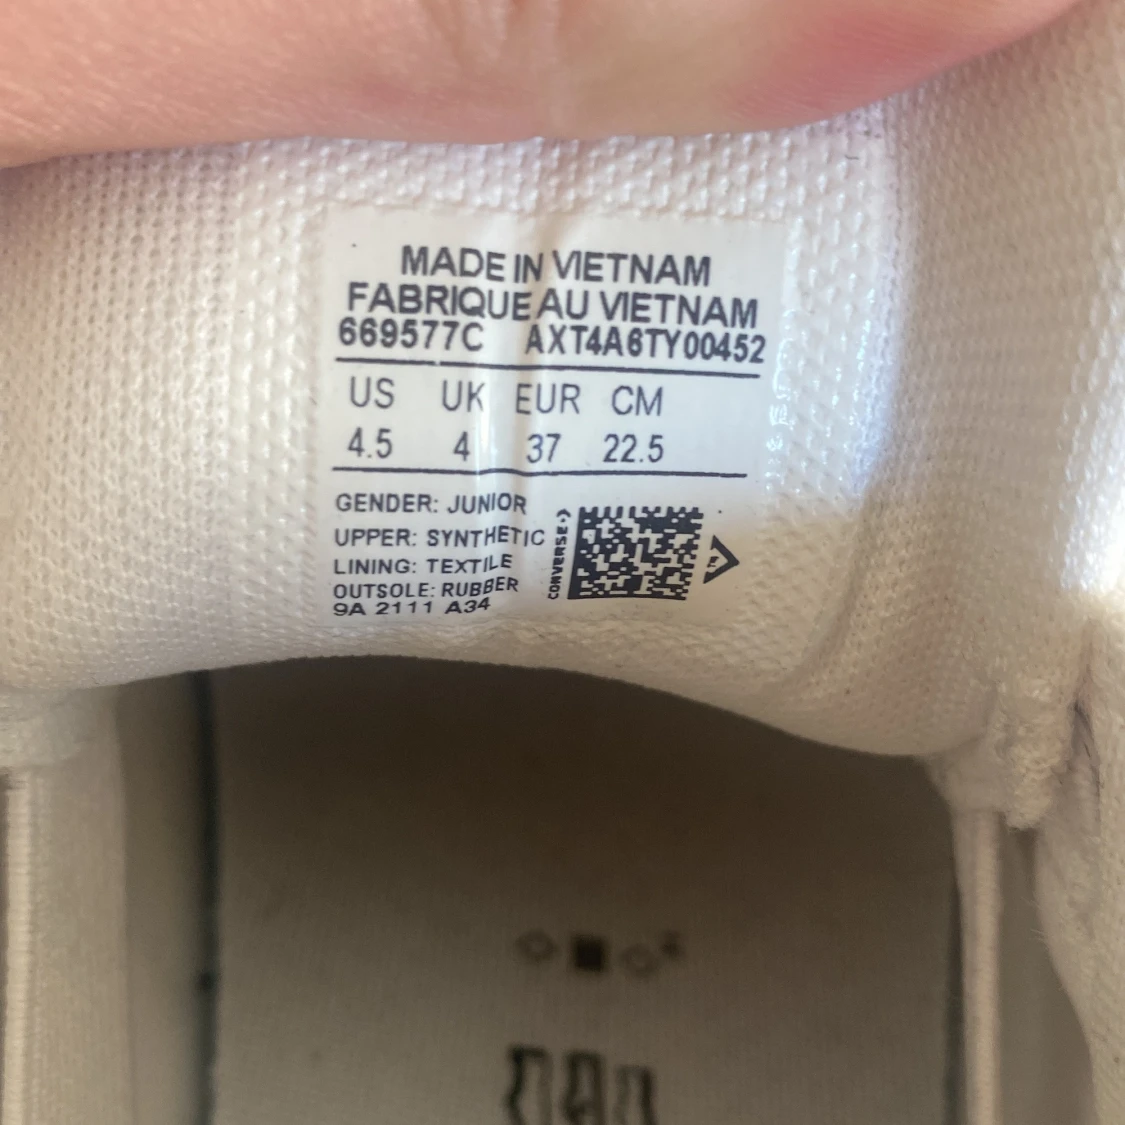 MADE IN VIETNAM
FABRIQUE AU VIETNAM
669577C AXT4A6TY00452
US UK EUR CM
4.5 4 37 22.5
GENDER: JUNIOR
UPPER: SYNTHETIC
LINING: TEXTILE
OUTSOLE: RUBBER
9A 2111 A34
CONVERSE